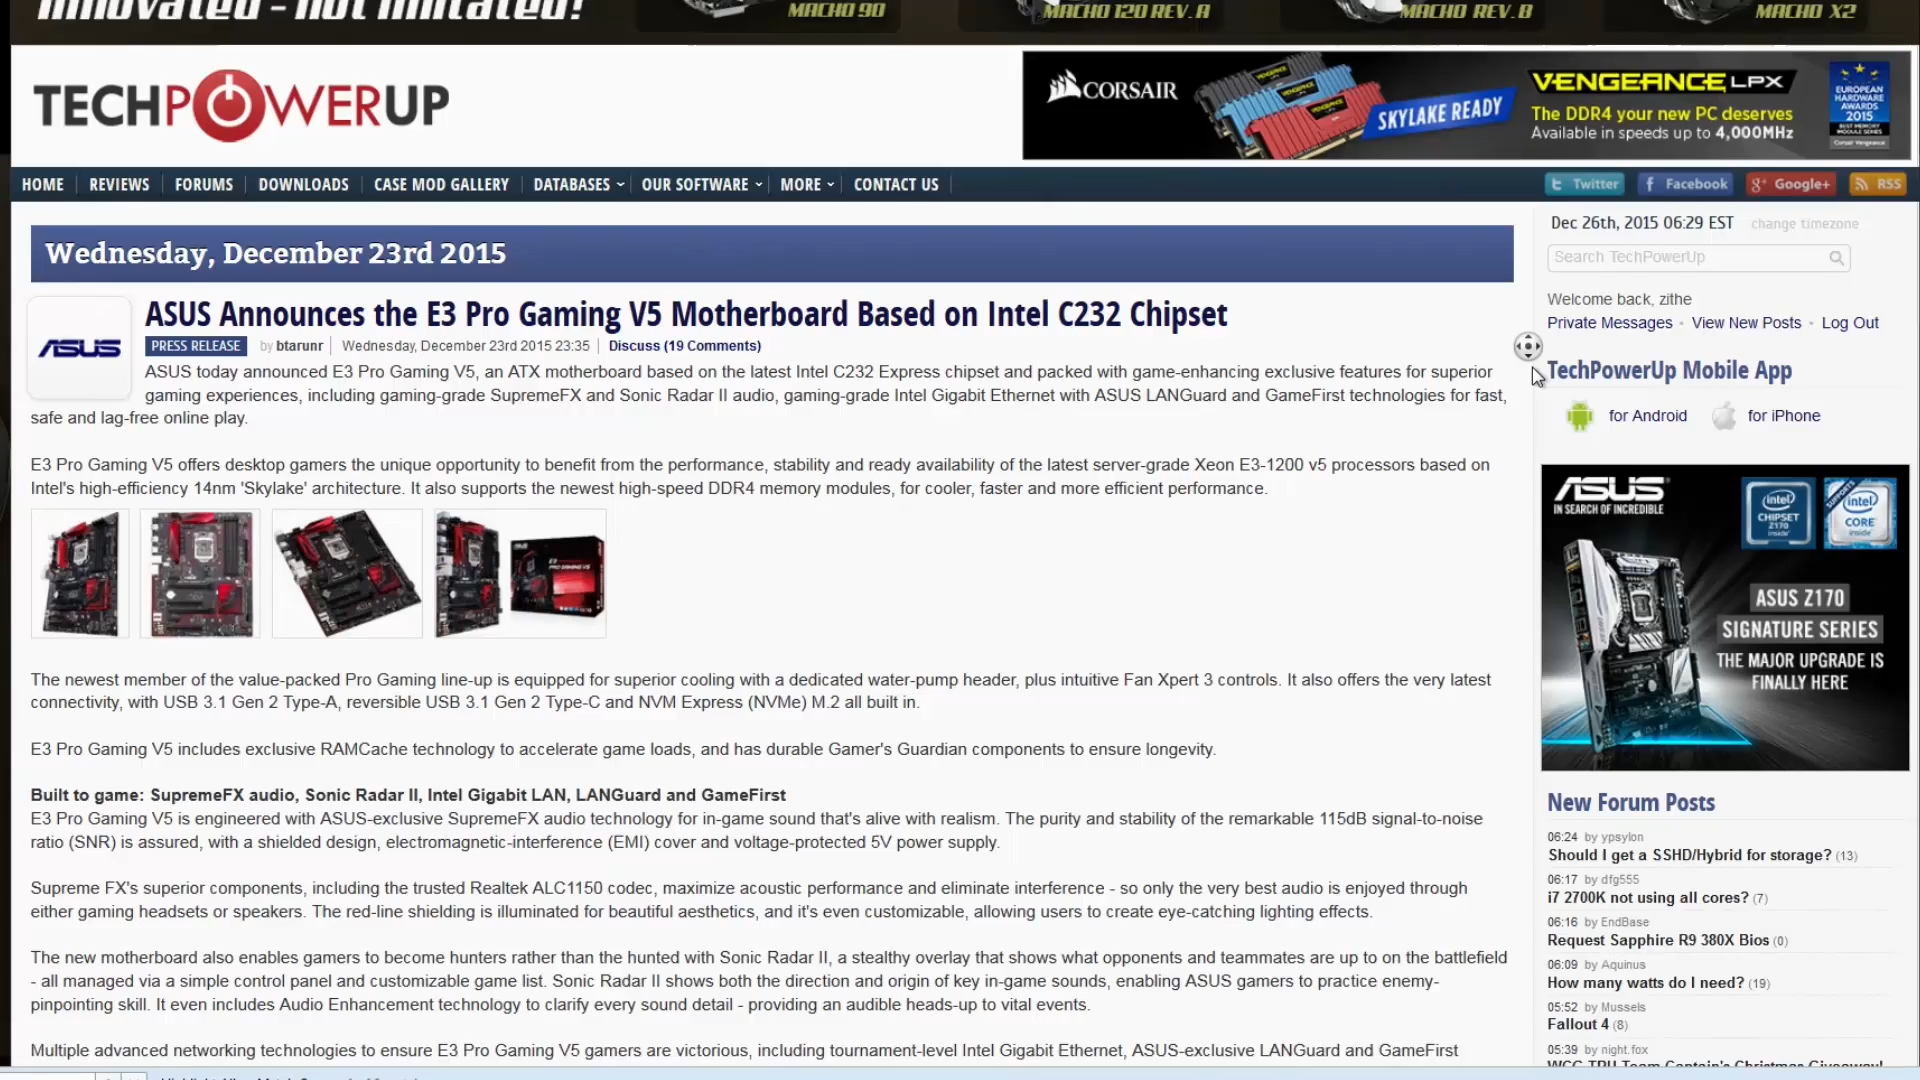 Innovated - not imitated!
MACHO 90
MACHO 120 REV. A
MACHO REV. B
MACHO X2
TECHPOWERUP
CORSAIR
SKYLAKE READY
VENGEANCE LPX
The DDR4 your new PC deserves
Available in speeds up to 4,000MHz
EUROPEAN
HARDWARE
AWARDS
2015
HOME
REVIEWS
FORUMS
DOWNLOADS
CASE MOD GALLERY
DATABASES
OUR SOFTWARE
MORE
CONTACT US
Twitter
Facebook
Google+
RSS
Wednesday, December 23rd 2015
ASUS
ASUS Announces the E3 Pro Gaming V5 Motherboard Based on Intel C232 Chipset
PRESS RELEASE by btarunr Wednesday, December 23rd 2015 23:35 Discuss (19 Comments)
ASUS today announced E3 Pro Gaming V5, an ATX motherboard based on the latest Intel C232 Express chipset and packed with game-enhancing exclusive features for superior
gaming experiences, including gaming-grade SupremeFX and Sonic Radar II audio, gaming-grade Intel Gigabit Ethernet with ASUS LANGuard and GameFirst technologies for fast,
safe and lag-free online play.
E3 Pro Gaming V5 offers desktop gamers the unique opportunity to benefit from the performance, stability and ready availability of the latest server-grade Xeon E3-1200 v5 processors based on
Intel's high-efficiency 14nm 'Skylake' architecture. It also supports the newest high-speed DDR4 memory modules, for cooler, faster and more efficient performance.
The newest member of the value-packed Pro Gaming line-up is equipped for superior cooling with a dedicated water-pump header, plus intuitive Fan Xpert 3 controls. It also offers the very latest
connectivity, with USB 3.1 Gen 2 Type-A, reversible USB 3.1 Gen 2 Type-C and NVM Express (NVMe) M.2 all built in.
E3 Pro Gaming V5 includes exclusive RAMCache technology to accelerate game loads, and has durable Gamer's Guardian components to ensure longevity.
Built to game: SupremeFX audio, Sonic Radar II, Intel Gigabit LAN, LANGuard and GameFirst
E3 Pro Gaming V5 is engineered with ASUS-exclusive SupremeFX audio technology for in-game sound that's alive with realism. The purity and stability of the remarkable 115dB signal-to-noise
ratio (SNR) is assured, with a shielded design, electromagnetic-interference (EMI) cover and voltage-protected 5V power supply.
Supreme FX's superior components, including the trusted Realtek ALC1150 codec, maximize acoustic performance and eliminate interference - so only the very best audio is enjoyed through
either gaming headsets or speakers. The red-line shielding is illuminated for beautiful aesthetics, and it's even customizable, allowing users to create eye-catching lighting effects.
The new motherboard also enables gamers to become hunters rather than the hunted with Sonic Radar II, a stealthy overlay that shows what opponents and teammates are up to on the battlefield
- all managed via a simple control panel and customizable game list. Sonic Radar II shows both the direction and origin of key in-game sounds, enabling ASUS gamers to practice enemy-
pinpointing skill. It even includes Audio Enhancement technology to clarify every sound detail - providing an audible heads-up to vital events.
Multiple advanced networking technologies to ensure E3 Pro Gaming V5 gamers are victorious, including tournament-level Intel Gigabit Ethernet, ASUS-exclusive LANGuard and GameFirst
Dec 26th, 2015 06:29 EST change timezone
Search TechPowerUp
Welcome back, zithe
Private Messages • View New Posts • Log Out
TechPowerUp Mobile App
for Android
for iPhone
ASUS
IN SEARCH OF INCREDIBLE
intel
CHIPSET
Z170
inside
SUPPORTS
intel
CORE
inside
ASUS Z170
SIGNATURE SERIES
THE MAJOR UPGRADE IS
FINALLY HERE
New Forum Posts
06:24 by ypsylon
Should I get a SSHD/Hybrid for storage? (13)
06:17 by dfg555
i7 2700K not using all cores? (7)
06:16 by EndBase
Request Sapphire R9 380X Bios (0)
06:09 by Aquinus
How many watts do I need? (19)
05:52 by Mussels
Fallout 4 (8)
05:39 by night.fox
WCG TPU Team Captain's Christmas Giveaway!